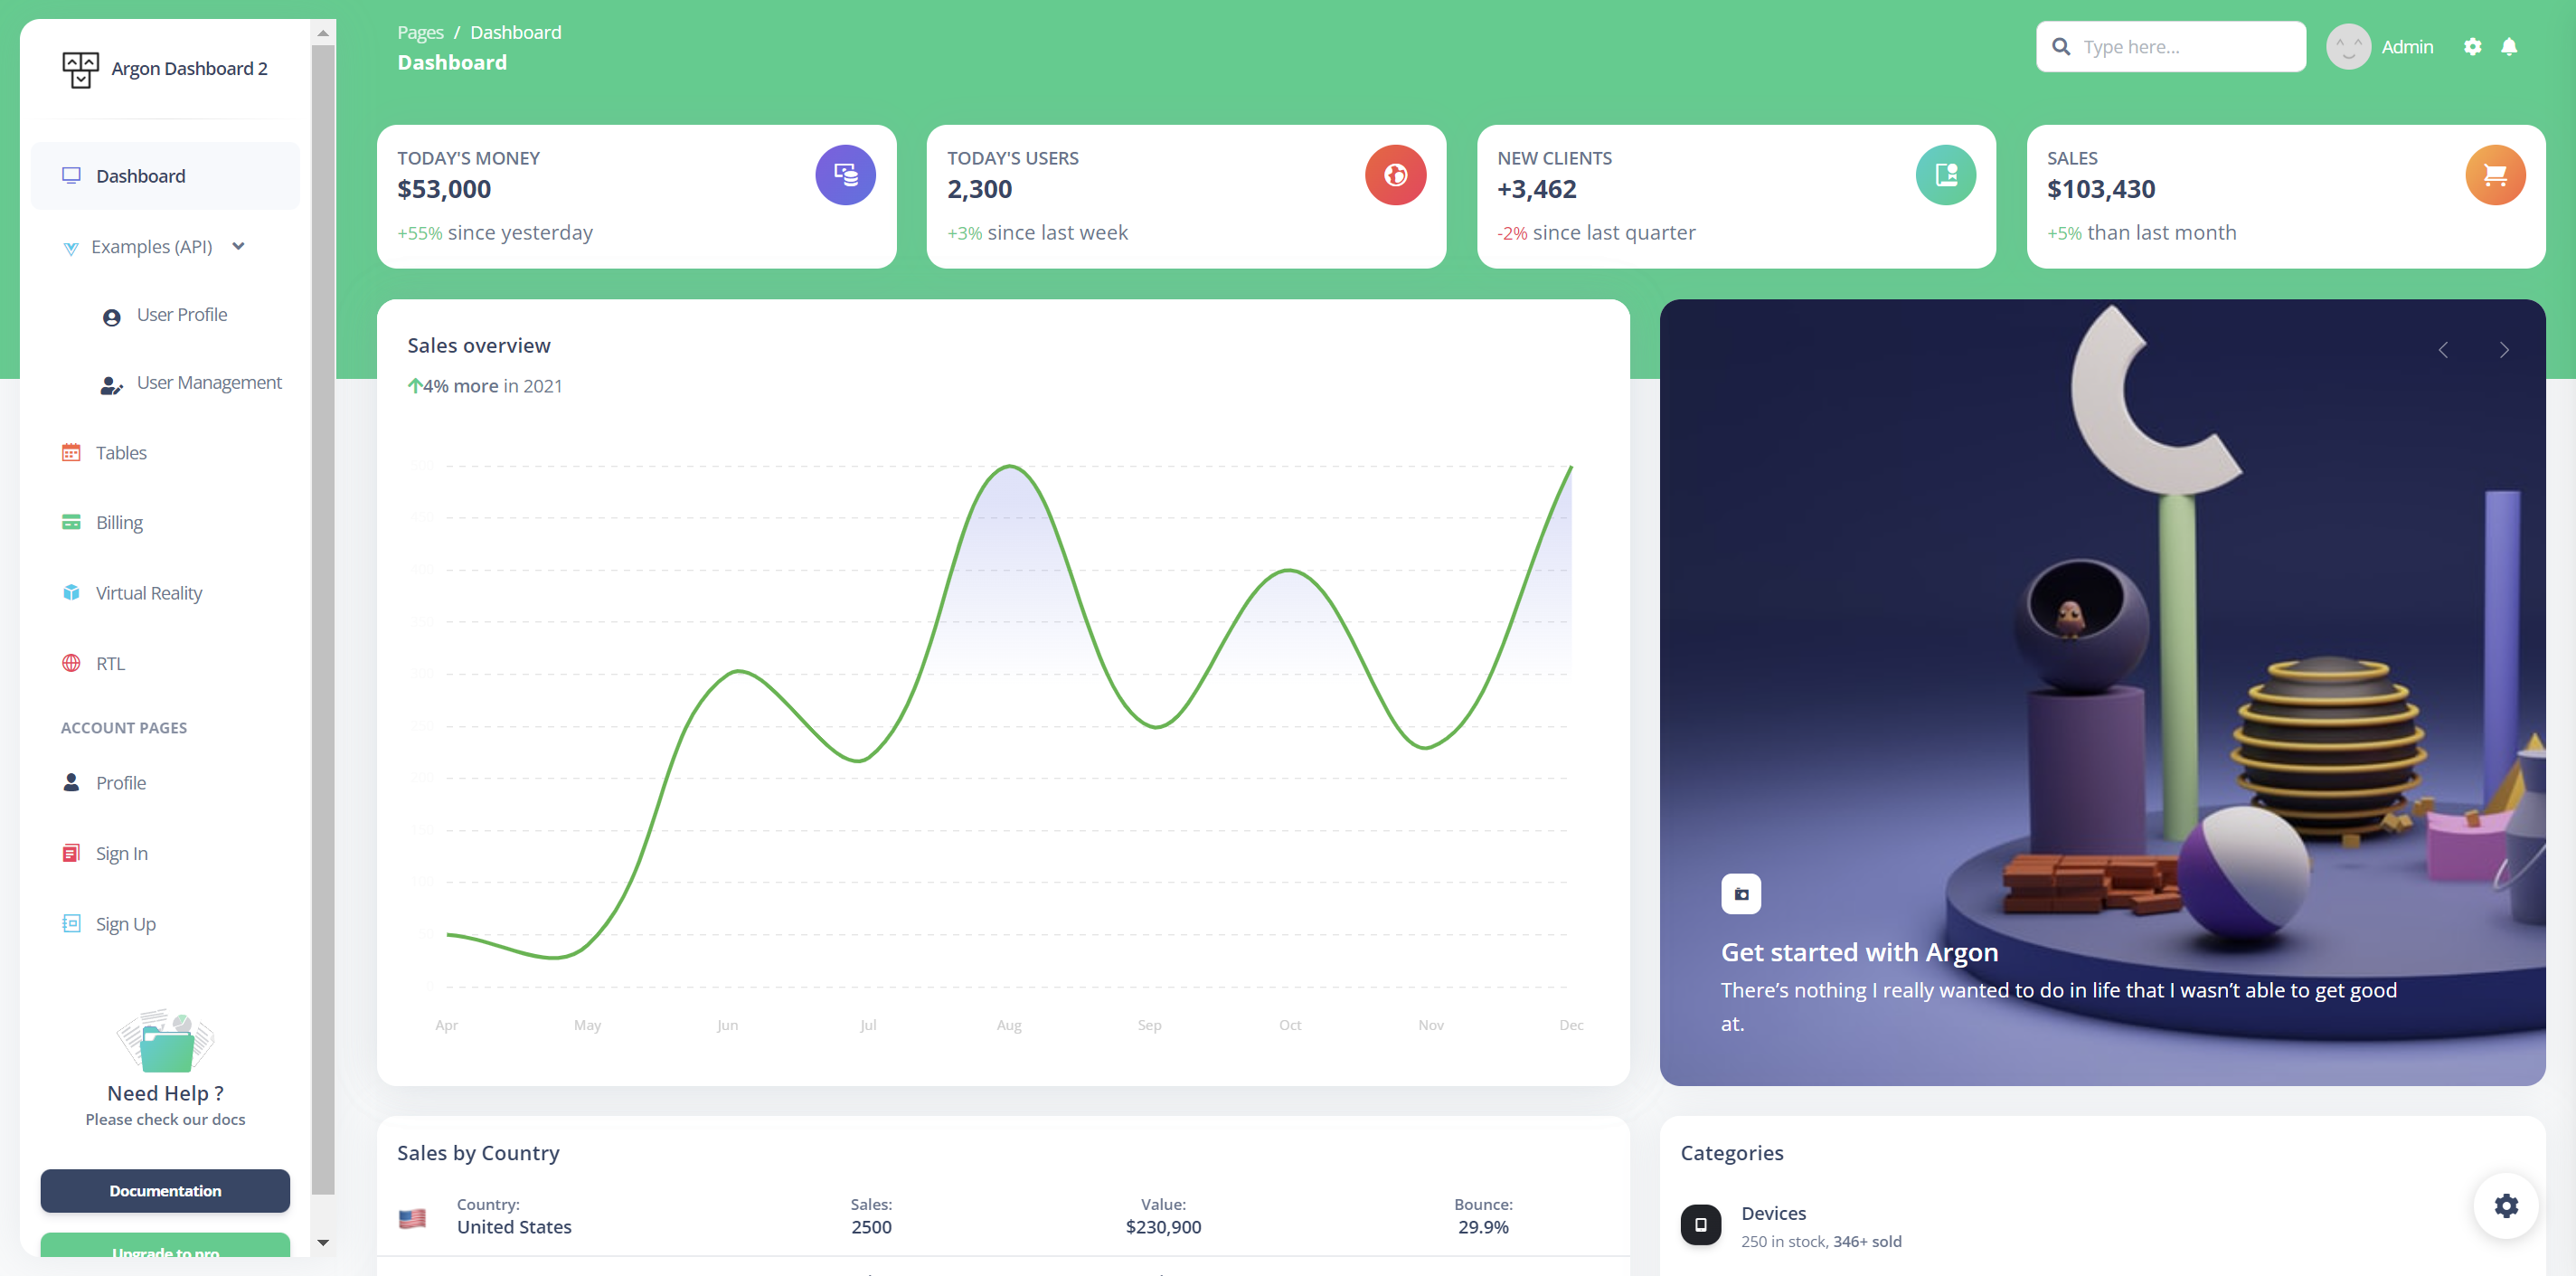 Argon Dashboard 2
Dashboard
Examples (API)
User Profile
User Management
Tables
Billing
Virtual Reality
RTL
ACCOUNT PAGES
Profile
Sign In
Sign Up
Need Help ?
Please check our docs
Documentation
Upgrade to pro
Pages / Dashboard
Dashboard
Type here...
Admin
TODAY'S MONEY
$53,000
+55% since yesterday
TODAY'S USERS
2,300
+3% since last week
NEW CLIENTS
+3,462
-2% since last quarter
SALES
$103,430
+5% than last month
Sales overview
4% more in 2021
Apr May Jun Jul Aug Sep Oct Nov Dec
Get started with Argon
There’s nothing I really wanted to do in life that I wasn’t able to get good
at.
Sales by Country
Country: Sales: Value: Bounce:
United States 2500 $230,900 29.9%
Categories
Devices
250 in stock, 346+ sold